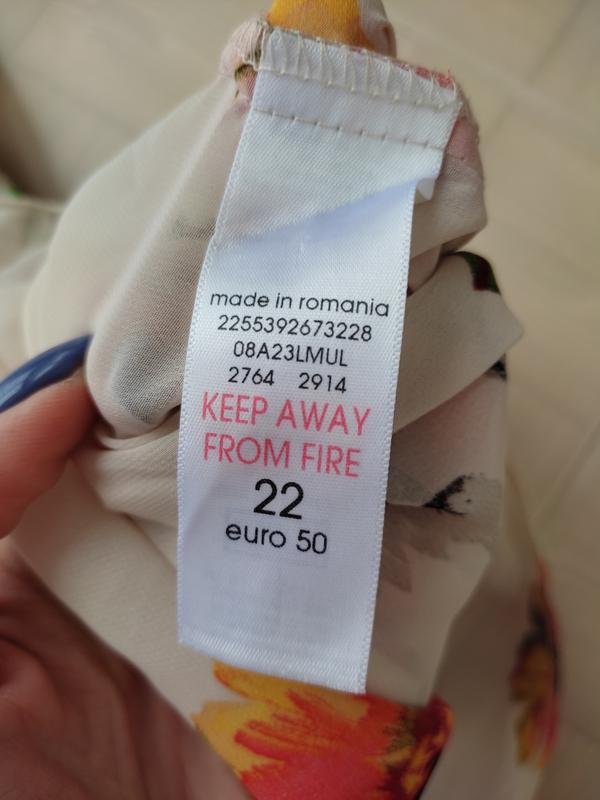 made in romania
2255392673228
08A23LMUL
2764 2914
KEEP AWAY
FROM FIRE
22
euro 50